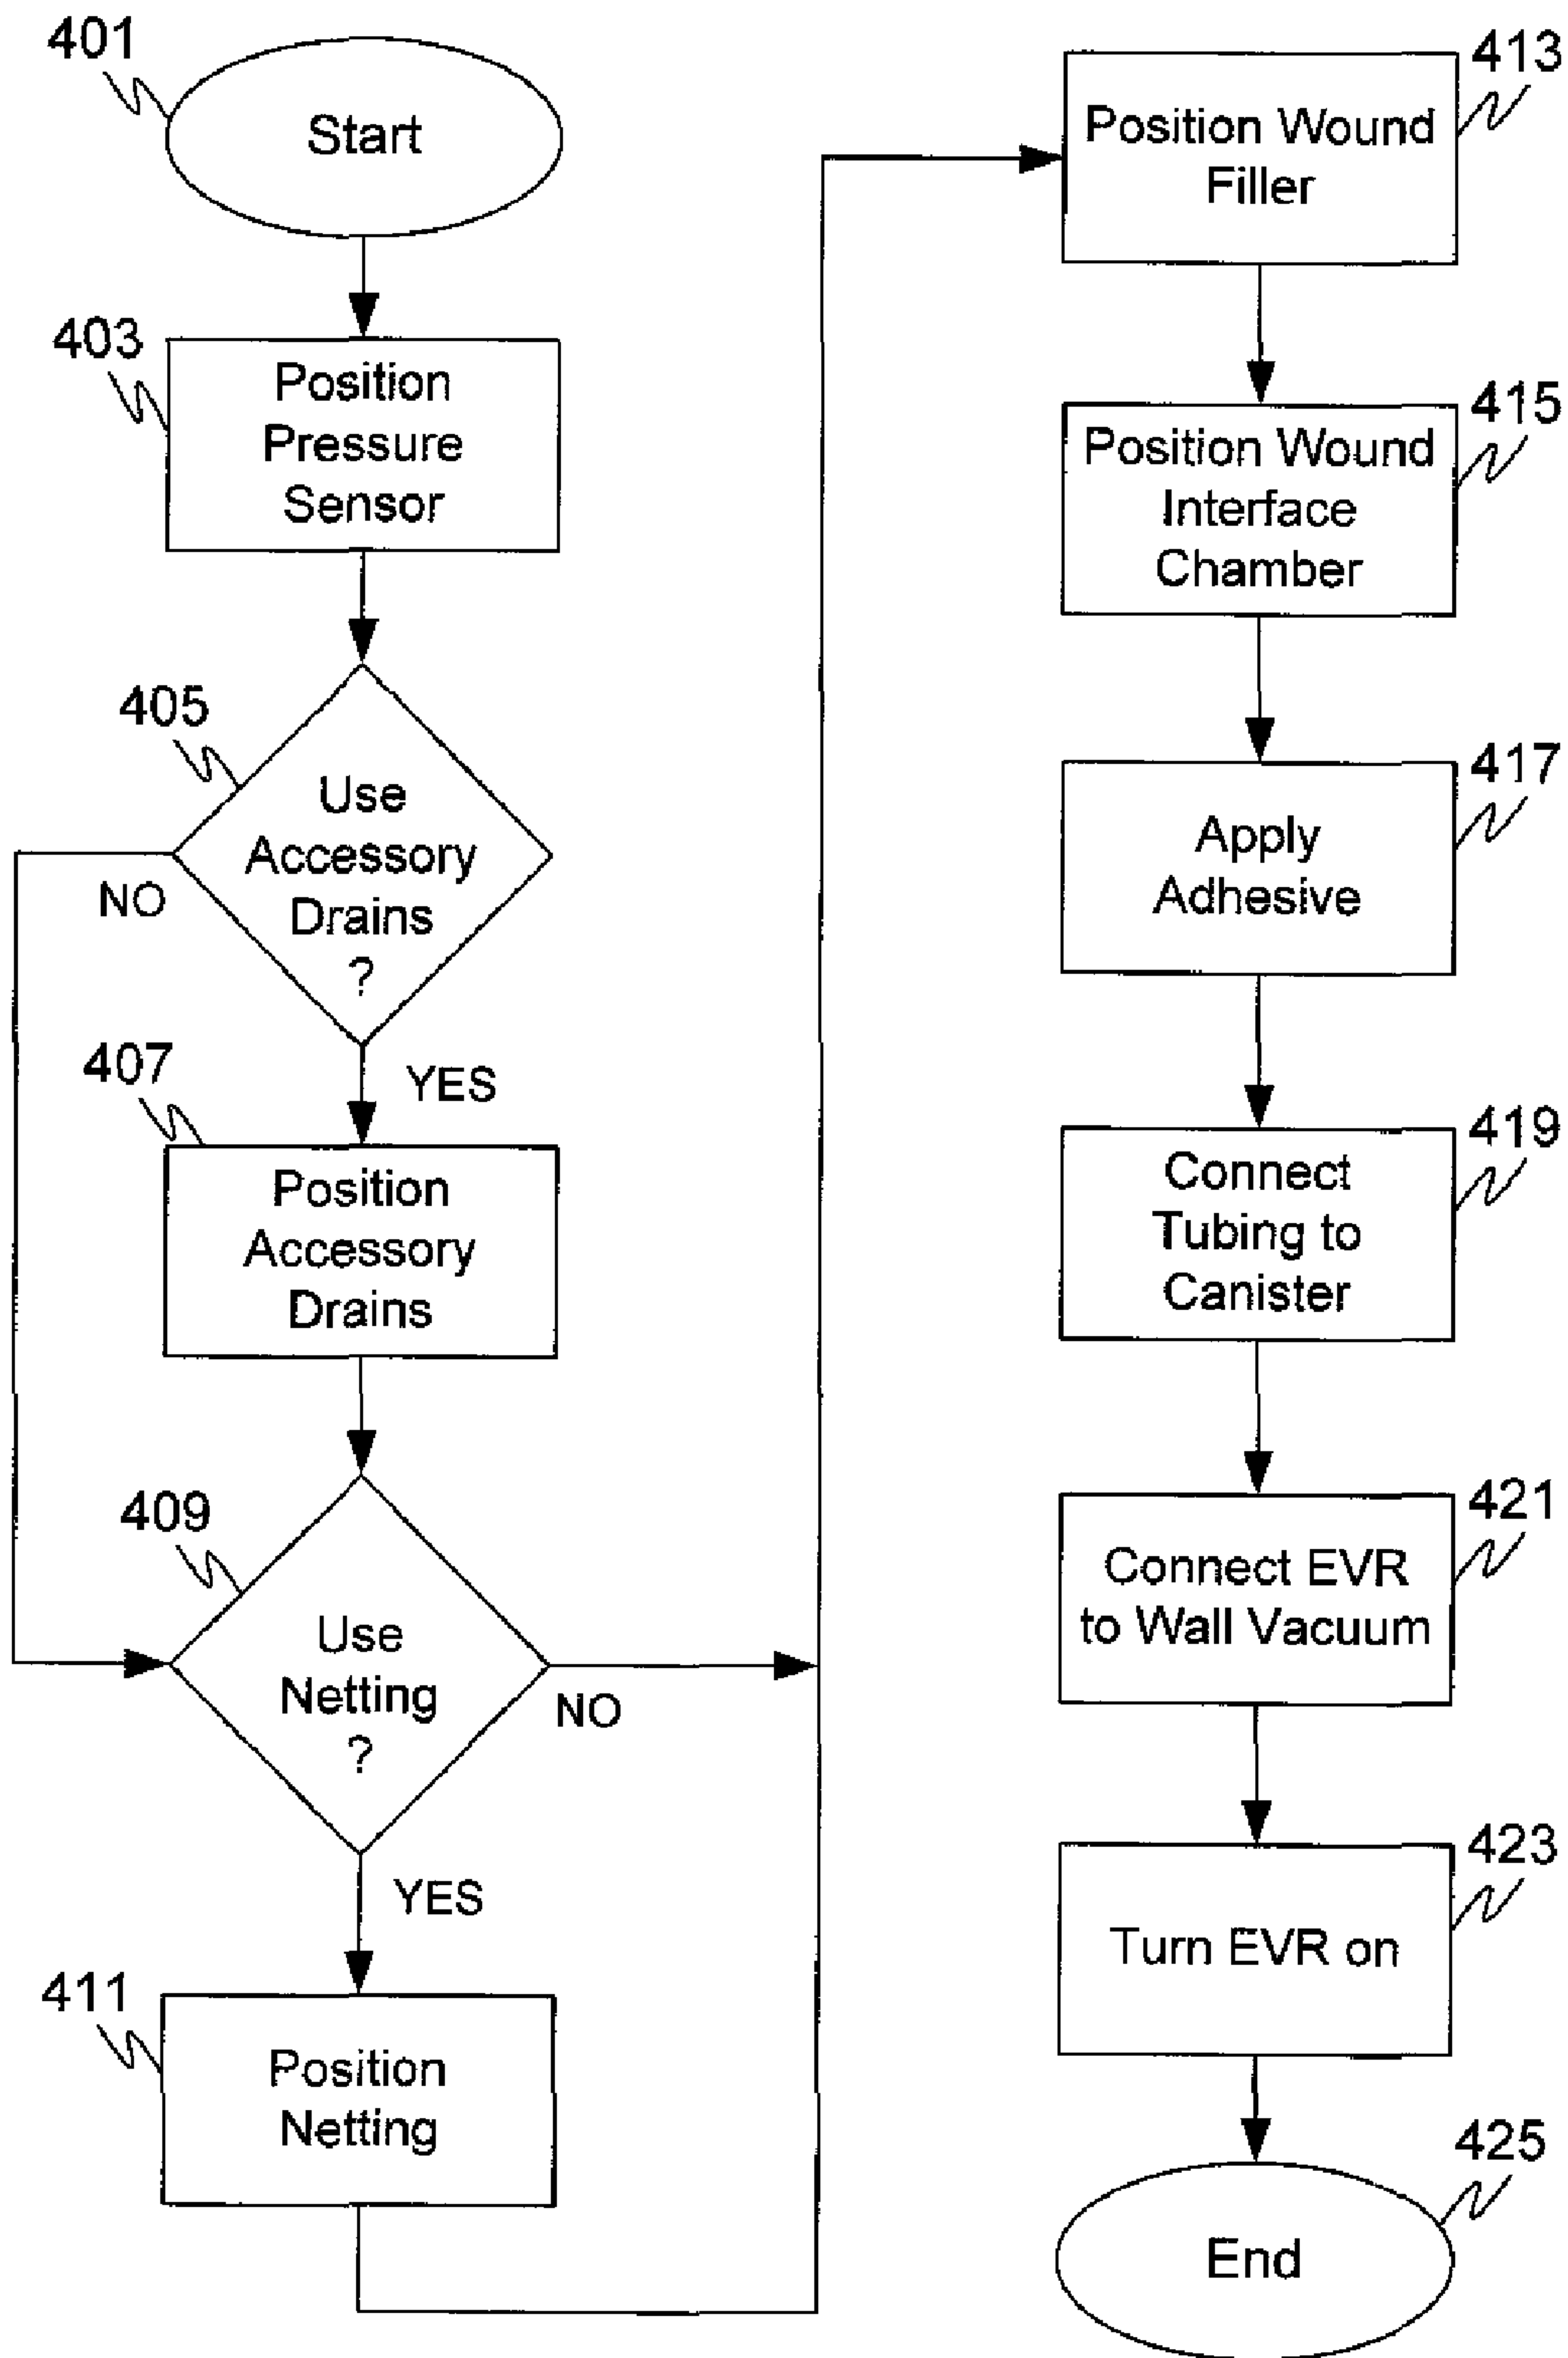 401
Start
403
Position
Pressure
Sensor
405
Use
Accessory
Drains
?
NO
YES
407
Position
Accessory
Drains
409
Use
Netting
?
NO
YES
411
Position
Netting
413
Position Wound
Filler
415
Position Wound
Interface
Chamber
417
Apply
Adhesive
419
Connect
Tubing to
Canister
421
Connect EVR
to Wall Vacuum
423
Turn EVR on
425
End